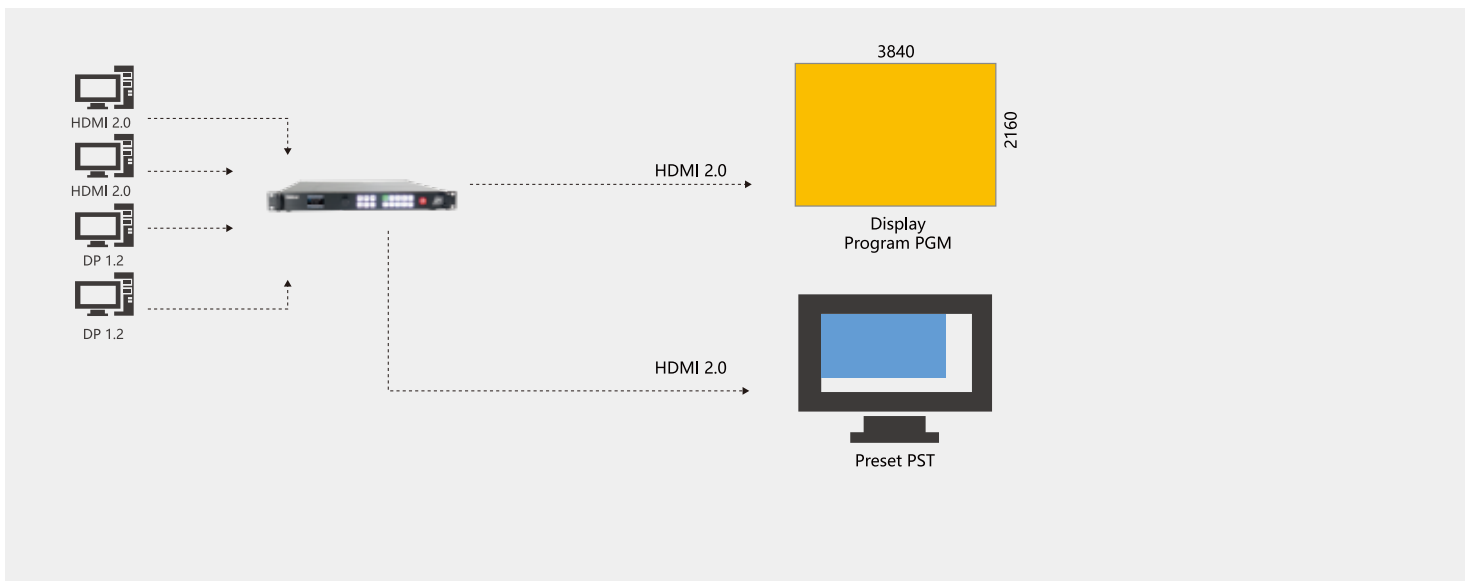 HDMI 2.0
HDMI 2.0
DP 1.2
DP 1.2
HDMI 2.0
HDMI 2.0
3840
2160
Display
Program PGM
Preset PST